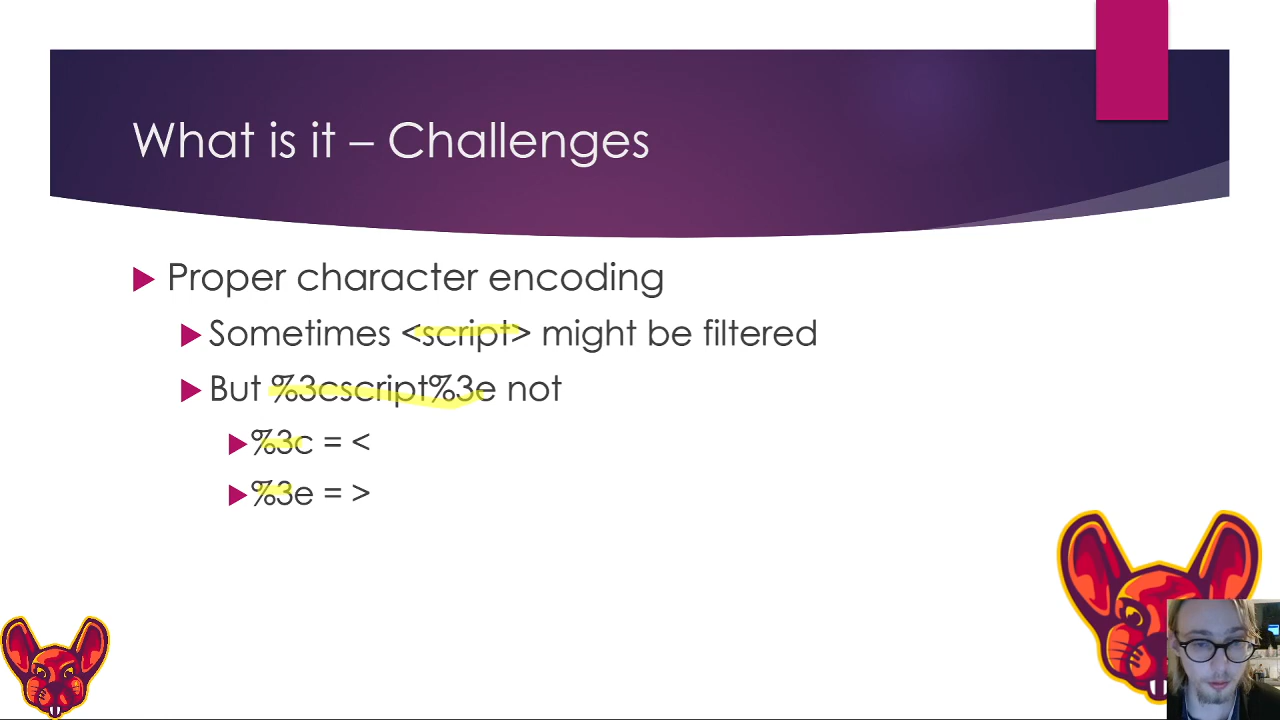 What is it – Challenges
Proper character encoding
Sometimes <script> might be filtered
But %3cscript%3e not
%3c = <
%3e = >